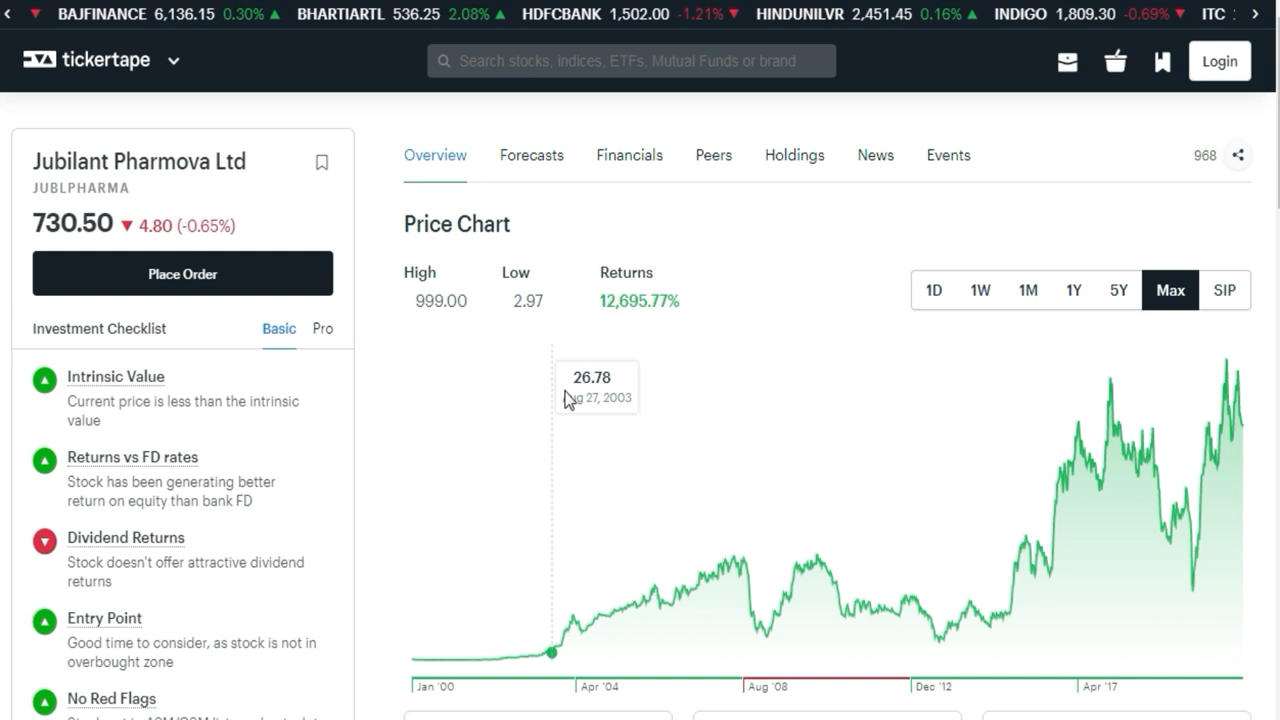 BAJFINANCE 6,136.15 0.30% BHARTIARTL 536.25 2.08% HDFCBANK 1,502.00 -1.21% HINDUNILVR 2,451.45 0.16% INDIGO 1,809.30 -0.69% ITC
tickertape
Search stocks, indices, ETFs, Mutual Funds or brand
Login
Jubilant Pharmova Ltd
JUBLPHARMA
730.50 4.80 (-0.65%)
Place Order
Investment Checklist Basic Pro
Intrinsic Value
Current price is less than the intrinsic
value
Returns vs FD rates
Stock has been generating better
return on equity than bank FD
Dividend Returns
Stock doesn't offer attractive dividend
returns
Entry Point
Good time to consider, as stock is not in
overbought zone
No Red Flags
Overview Forecasts Financials Peers Holdings News Events 968
Price Chart
High Low Returns
999.00 2.97 12,695.77%
1D 1W 1M 1Y 5Y Max SIP
26.78
27, 2003
Jan '00 Apr '04 Aug '08 Dec '12 Apr '17